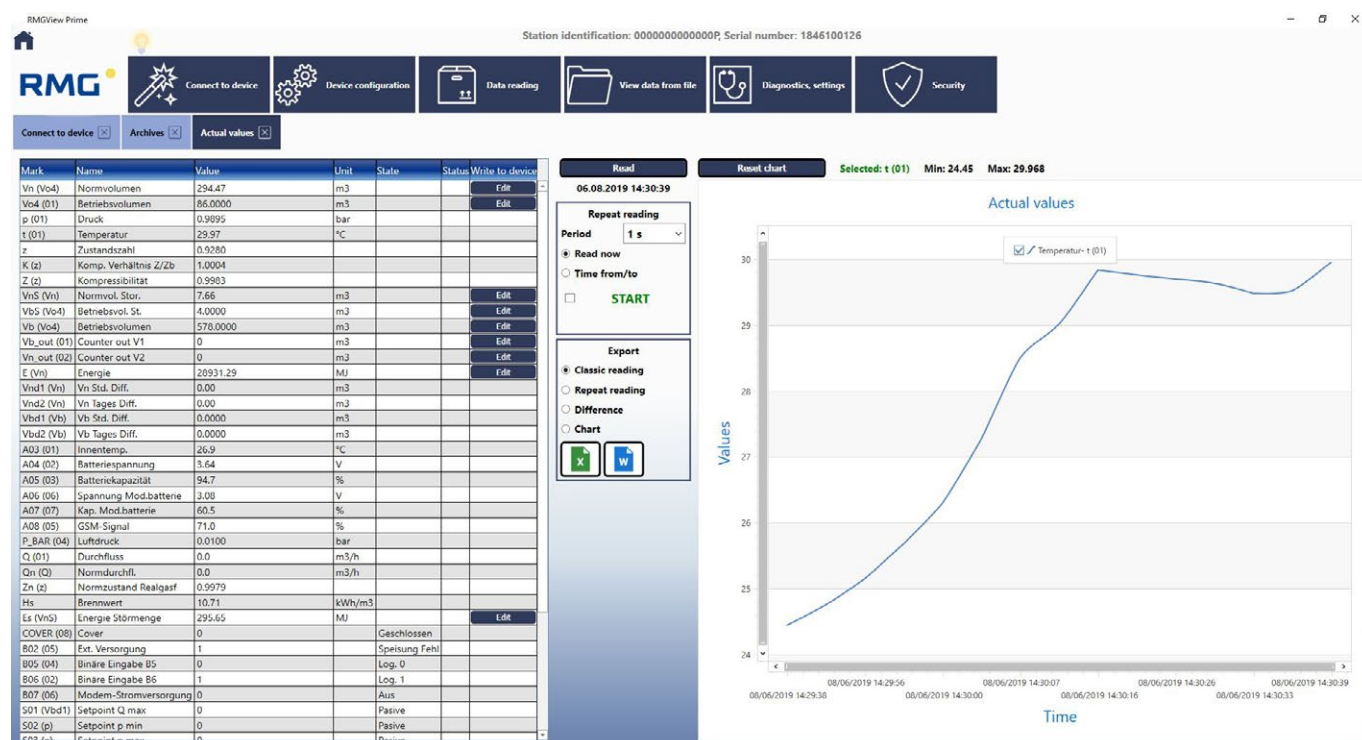 RMGView Prime
Station identification: 0000000000000P, Serial number: 1846100126
RMG
Connect to device
Device configuration
Data reading
View data from file
Diagnostics, settings
Security
Connect to device
Archives
Actual values
Mark Name Value Unit State Status Write to device
Vn (Vo4) Normvolumen 294.47 m3 Edit
Vo4 (01) Betriebsvolumen 86.0000 m3 Edit
p (01) Druck 0.9895 bar
t (01) Temperatur 29.97 °C
z Zustandszahl 0.9280
K (z) Komp. Verhältnis Z/Zb 1.0004
Z (z) Kompressibilität 0.9983
VnS (Vn) Normvol. Stor. 7.66 m3 Edit
VbS (Vo4) Betriebsvol. St. 4.0000 m3 Edit
Vb (Vo4) Betriebsvolumen 578.0000 m3 Edit
Vb_out (01) Counter out V1 0 m3 Edit
Vn_out (02) Counter out V2 0 m3 Edit
E (Vn) Energie 28931.29 MJ Edit
Vnd1 (Vn) Vn Std. Diff. 0.00 m3
Vnd2 (Vn) Vn Tages Diff. 0.00 m3
Vbd1 (Vb) Vb Std. Diff. 0.0000 m3
Vbd2 (Vb) Vb Tages Diff. 0.0000 m3
A03 (01) Innentemp. 26.9 °C
A04 (02) Batteriespannung 3.64 V
A05 (03) Batteriekapazität 94.7 %
A06 (06) Spannung Mod.batterie 3.08 V
A07 (07) Kap. Mod.batterie 60.5 %
A08 (05) GSM-Signal 71.0 %
P_BAR (04) Luftdruck 0.0100 bar
Q (01) Durchfluss 0.0 m3/h
Qn (Q) Normdurchfl. 0.0 m3/h
Zn (z) Normzustand Realgasf 0.9979
Hs Brennwert 10.71 kWh/m3
Es (VnS) Energie Störmenge 295.65 MJ Edit
COVER (08) Cover 0 Geschlossen
B02 (05) Ext. Versorgung 1 Speisung Fehl
B05 (04) Binäre Eingabe B5 0 Log. 0
B06 (02) Binäre Eingabe B6 1 Log. 1
B07 (06) Modem-Stromversorgung 0 Aus
S01 (Vbd1) Setpoint Q max 0 Pasive
S02 (p) Setpoint p min 0 Pasive
Read
06.08.2019 14:30:39
Repeat reading
Period 1 s
Read now
Time from/to
START
Export
Classic reading
Repeat reading
Difference
Chart
X W
Reset chart
Selected: t (01) Min: 24.45 Max: 29.968
Actual values
Temperatur- t (01)
30
29
28
27
26
25
24
Values
08/06/2019 14:29:56 08/06/2019 14:30:07 08/06/2019 14:30:26 08/06/2019 14:30:39
08/06/2019 14:29:38 08/06/2019 14:30:00 08/06/2019 14:30:16 08/06/2019 14:30:33
Time